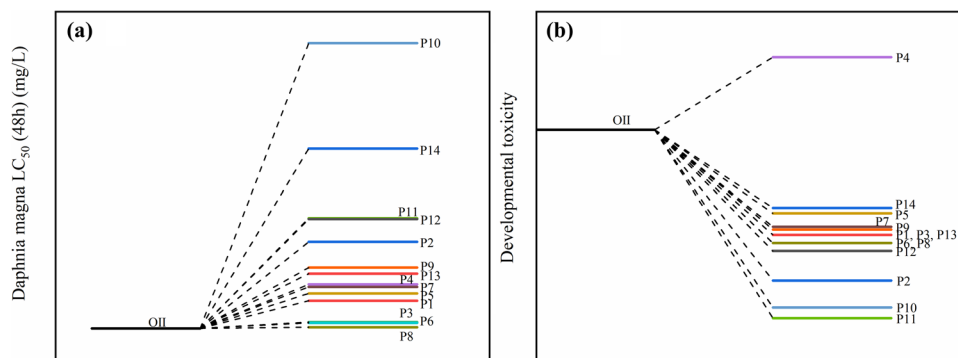 (a)
Daphnia magna LC50 (48h) (mg/L)
P10
P14
P11
P12
P2
P9
P13
P4
P7
P5
P1
P3
P6
P8
OII
(b)
Developmental toxicity
P4
OII
P14
P5
P7
P9
P1, P3, P13
P6, P8
P12
P2
P10
P11